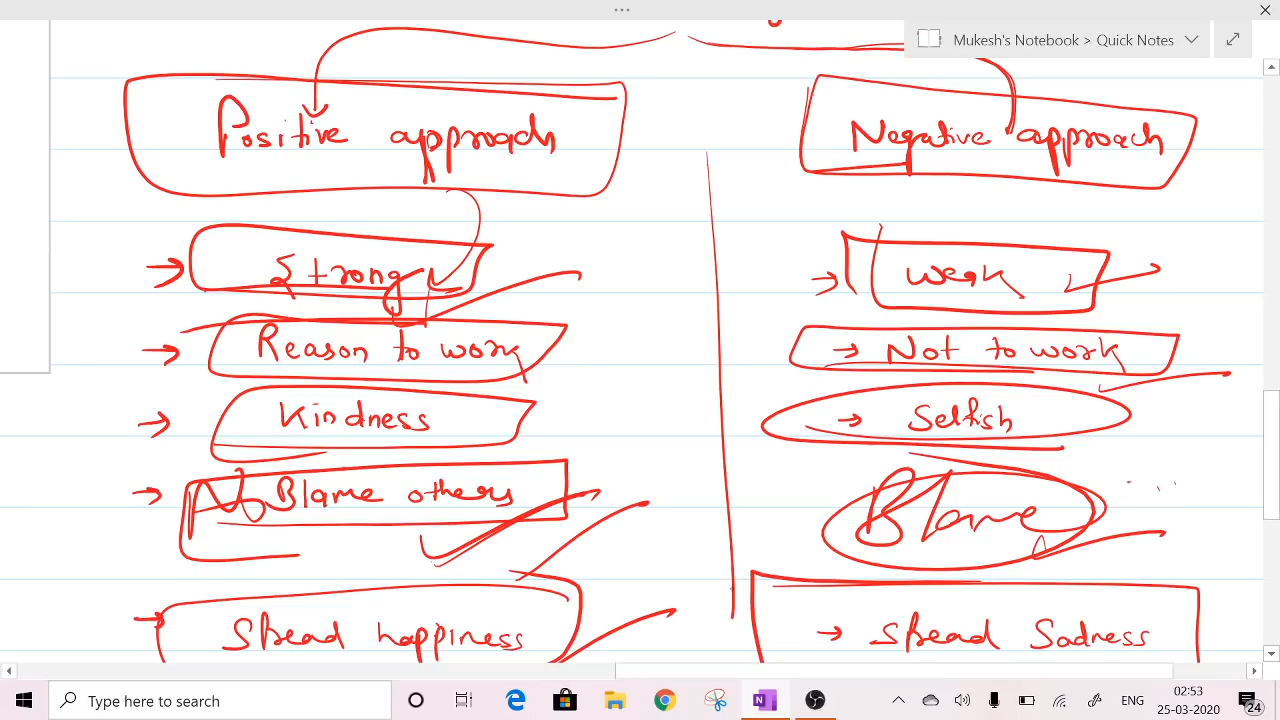 Mukesh's Notebook > Quick Notes
Positive approach
Negative approach
→ Strong
→ Weak
→ Reason to work
→ Not to work
→ Kindness
→ Selfish
→ No Blame others
Blame
→ Spread happiness
→ Spread Sadness
Type here to search
ENG
02:53
25-03-2020
24